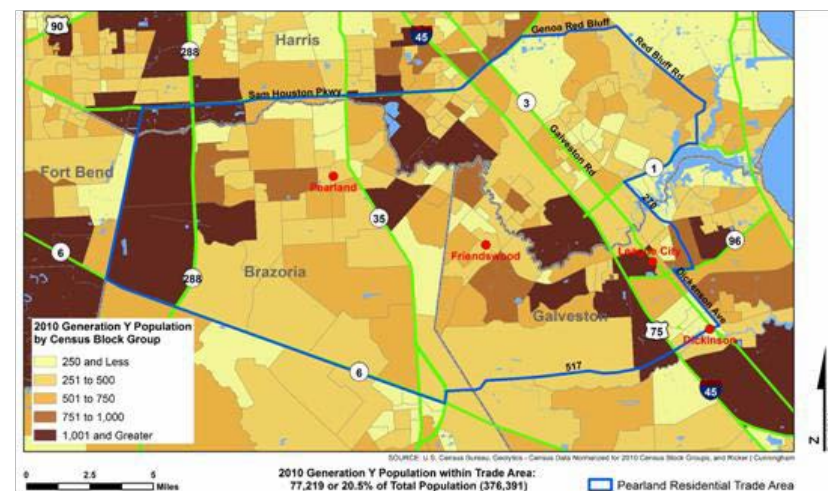 90
Harris
45
Genoa Red Bluff
288
Red Bluff Rd
Sam Houston Pkwy
3
Galveston Rd
Fort Bend
1
Pearland
270
35
96
6
Friendswood
League City
288
Brazoria
Dickenson Ave
2010 Generation Y Population
by Census Block Group
Galveston
75
Dickinson
250 and Less
6
517
251 to 500
501 to 750
45
751 to 1,000
1,001 and Greater
N
SOURCE: U.S. Census Bureau, Geolytics - Census Data Normarized for 2010 Census Block Groups, and Ricker | Cunningham
0 2.5 5
Miles
2010 Generation Y Population within Trade Area:
77,219 or 20.5% of Total Population (376,391)
Pearland Residential Trade Area